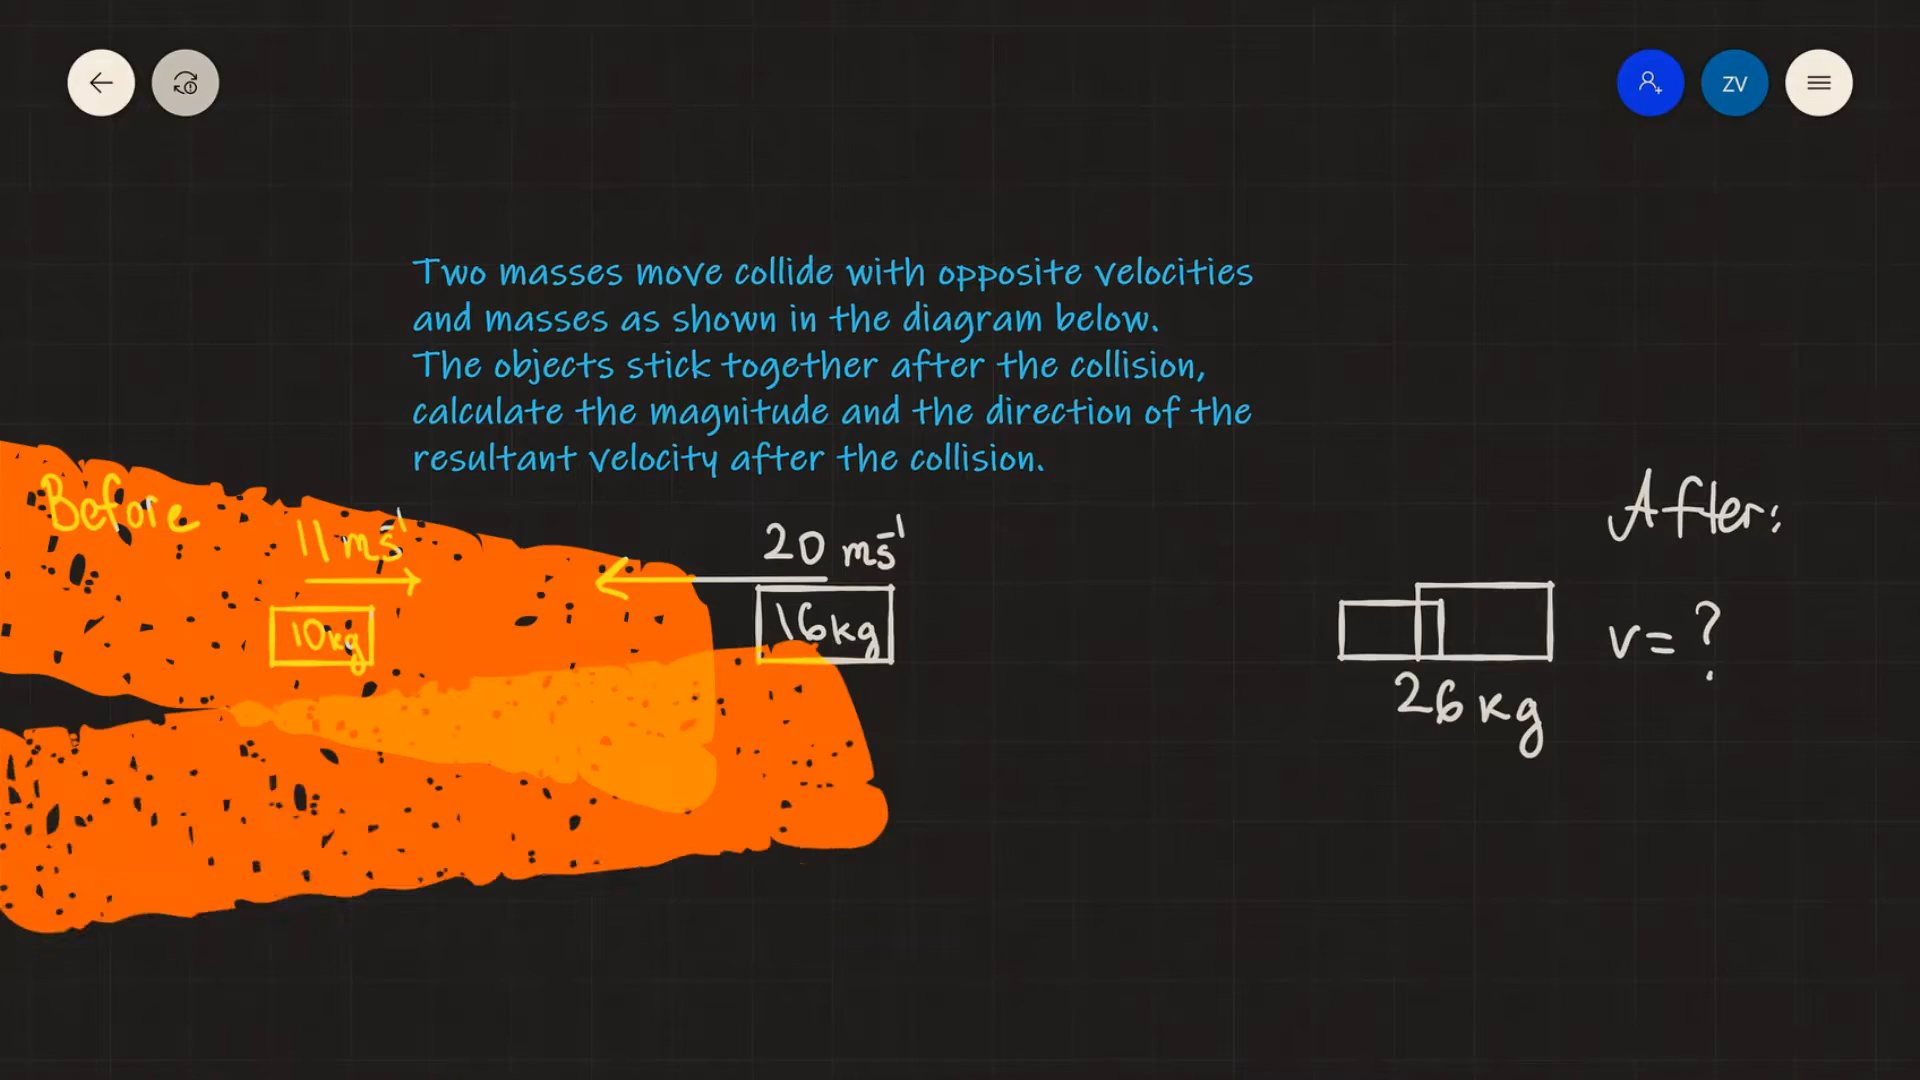 ZV
Two masses move collide with opposite velocities
and masses as shown in the diagram below.
The objects stick together after the collision,
calculate the magnitude and the direction of the
resultant velocity after the collision.
Before
11 ms⁻¹
10kg
20 ms⁻¹
16kg
After:
v= ?
26 kg